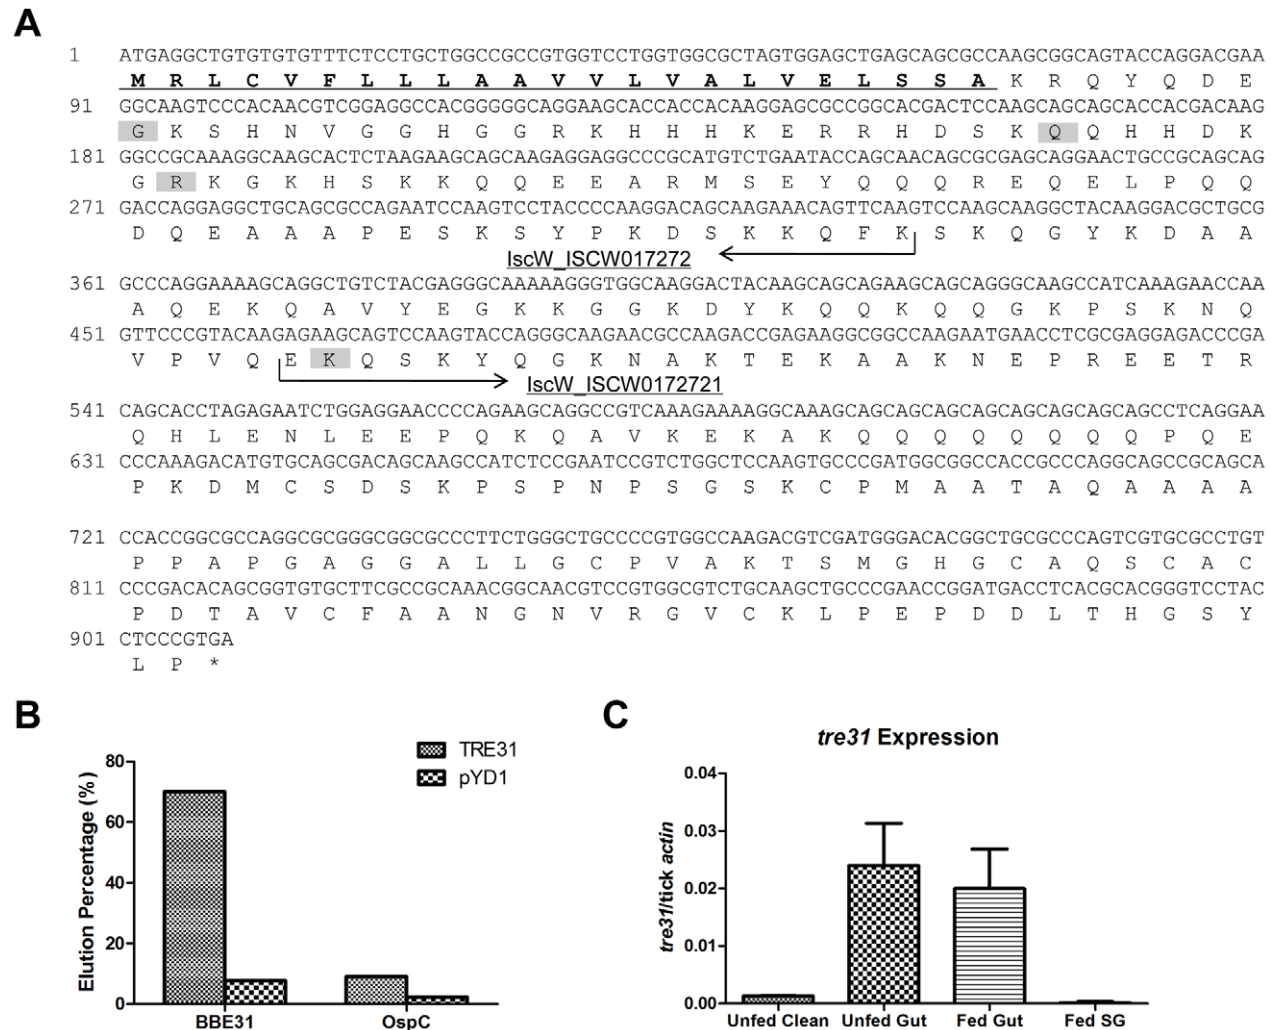 A
1 ATGAGGCTGTGTGTGTTTCTCCTGCTGGCCGCCGTGGTCCTGGTGGCGCTAGTGGAGCTGAGCAGCGCCAAGCGGCAGTACCAGGACGAA
M R L C V F L L L A A V V L V A L V E L S S A K R Q Y Q D E
91 GGCAAGTCCCACAACGTCGGAGGCCACGGGGGCAGGAAGCACCACCACAAGGAGCGCCGGCACGACTCCAAGCAGCAGCACCACGACAAG
G K S H N V G G H G G R K H H H K E R R H D S K Q Q H H D K
181 GGCCGCAAAGGCAAGCACTCTAAGAAGCAGCAAGAGGAGGCCCGCATGTCTGAATACCAGCAACAGCGCGAGCAGGAACTGCCGCAGCAG
G R K G K H S K K Q Q E E A R M S E Y Q Q Q R E Q E L P Q Q
271 GACCAGGAGGCTGCAGCGCCAGAATCCAAGTCCTACCCCAAGGACAGCAAGAAACAGTTCAAGTCCAAGCAAGGCTACAAGGACGCTGCG
D Q E A A A P E S K S Y P K D S K K Q F K S K Q G Y K D A A
IscW_ISCW017272
361 GCCCAGGAAAAGCAGGCTGTCTACGAGGGCAAAAAGGGTGGCAAGGACTACAAGCAGCAGAAGCAGCAGGGCAAGCCATCAAAGAACCAA
A Q E K Q A V Y E G K K G G K D Y K Q Q K Q Q G K P S K N Q
451 GTTCCCGTACAAGAGAAGCAGTCCAAGTACCAGGGCAAGAACGCCAAGACCGAGAAGGCGGCCAAGAATGAACCTCGCGAGGAGACCCGA
V P V Q E K Q S K Y Q G K N A K T E K A A K N E P R E E T R
IscW_ISCW0172721
541 CAGCACCTAGAGAATCTGGAGGAACCCCAGAAGCAGGCCGTCAAAGAAAAGGCAAAGCAGCAGCAGCAGCAGCAGCAGCCTCAGGAA
Q H L E N L E E P Q K Q A V K E K A K Q Q Q Q Q Q Q Q P Q E
631 CCCAAAGACATGTGCAGCGACAGCAAGCCATCTCCGAATCCGTCTGGCTCCAAGTGCCCGATGGCGGCCACCGCCCAGGCAGCCGCAGCA
P K D M C S D S K P S P N P S G S K C P M A A T A Q A A A A
721 CCACCGGCGCCAGGCGCGGGCGGCGCCCTTCTGGGCTGCCCCGTGGCCAAGACGTCGATGGGACACGGCTGCGCCCAGTCGTGCGCCTGT
P P A P G A G G A L L G C P V A K T S M G H G C A Q S C A C
811 CCCGACACAGCGGTGTGCTTCGCCGCAAACGGCAACGTCCGTGGCGTCTGCAAGCTGCCCGAACCGGATGACCTCACGCACGGGTCCTAC
P D T A V C F A A N G N V R G V C K L P E P D D L T H G S Y
901 CTCCCGTGA
L P *
B
TRE31
pYD1
Elution Percentage (%)
80
60
40
20
0
BBE31 OspC
C
tre31 Expression
tre31/tick actin
0.04
0.03
0.02
0.01
0.00
Unfed Clean Unfed Gut Fed Gut Fed SG